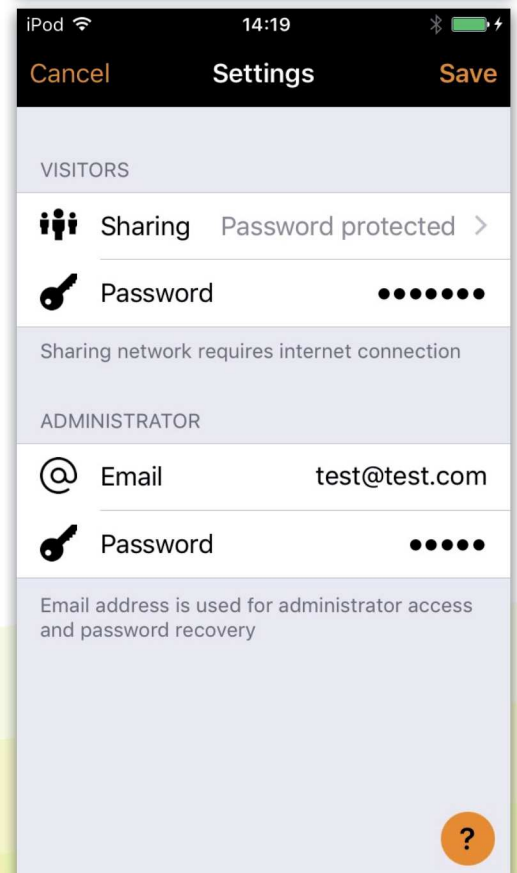 iPod 14:19
Cancel Settings Save
VISITORS
Sharing Password protected >
Password •••••••
Sharing network requires internet connection
ADMINISTRATOR
@ Email test@test.com
Password •••••
Email address is used for administrator access
and password recovery
?